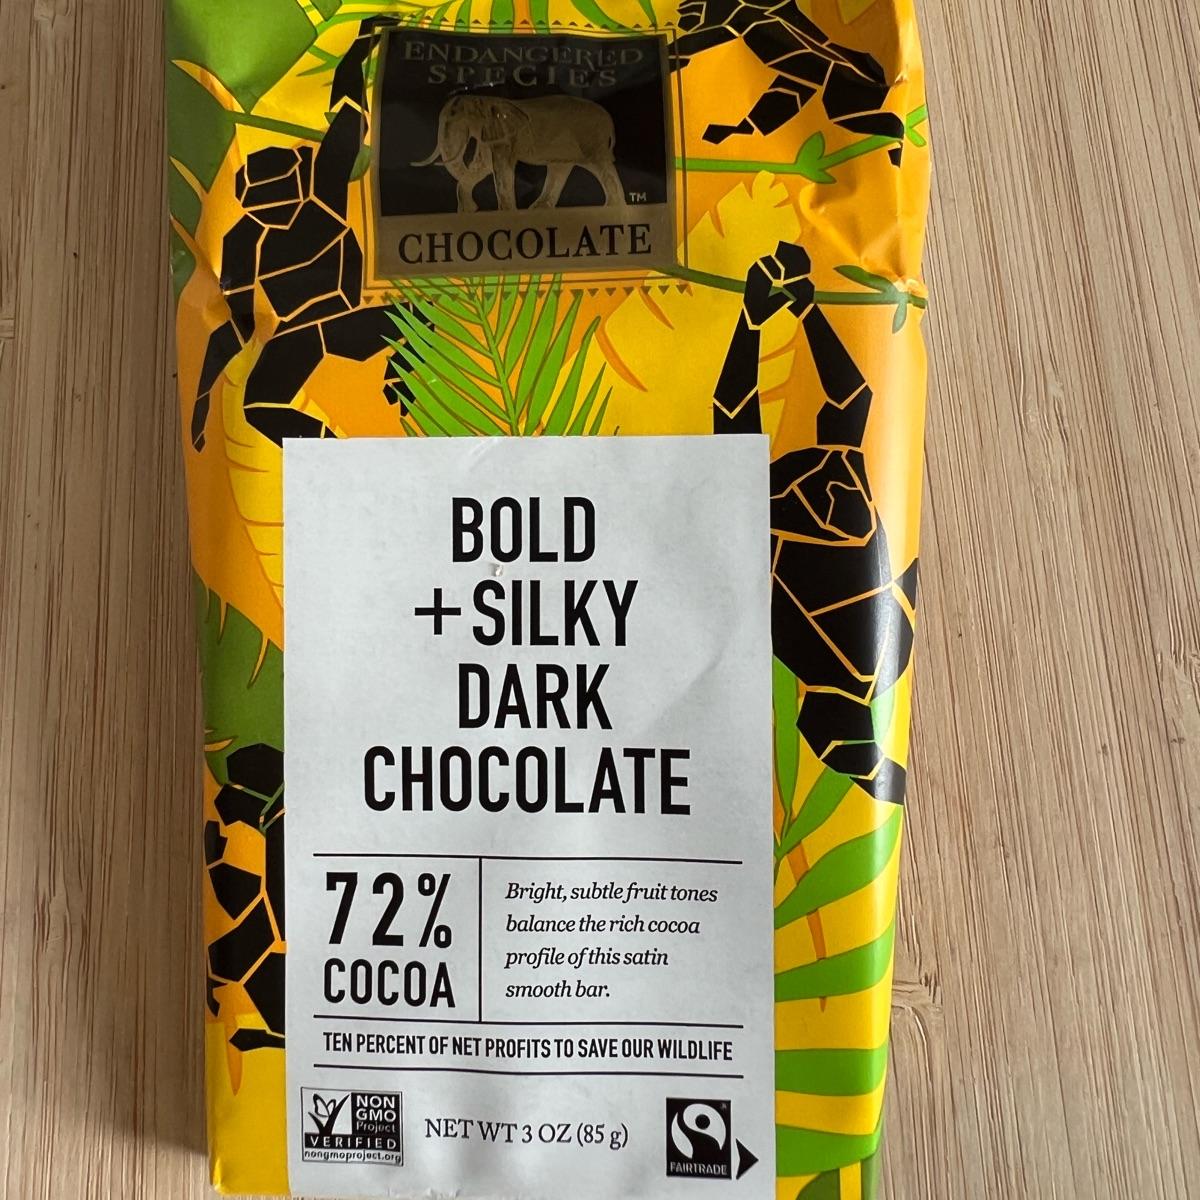 ENDANGERED
SPECIES
TM
CHOCOLATE
BOLD
+SILKY
DARK
CHOCOLATE
72%
COCOA
Bright, subtle fruit tones
balance the rich cocoa
profile of this satin
smooth bar.
TEN PERCENT OF NET PROFITS TO SAVE OUR WILDLIFE
NON
GMO
Project
VERIFIED
nongmoproject.org
NET WT 3 OZ (85 g)
®
FAIRTRADE